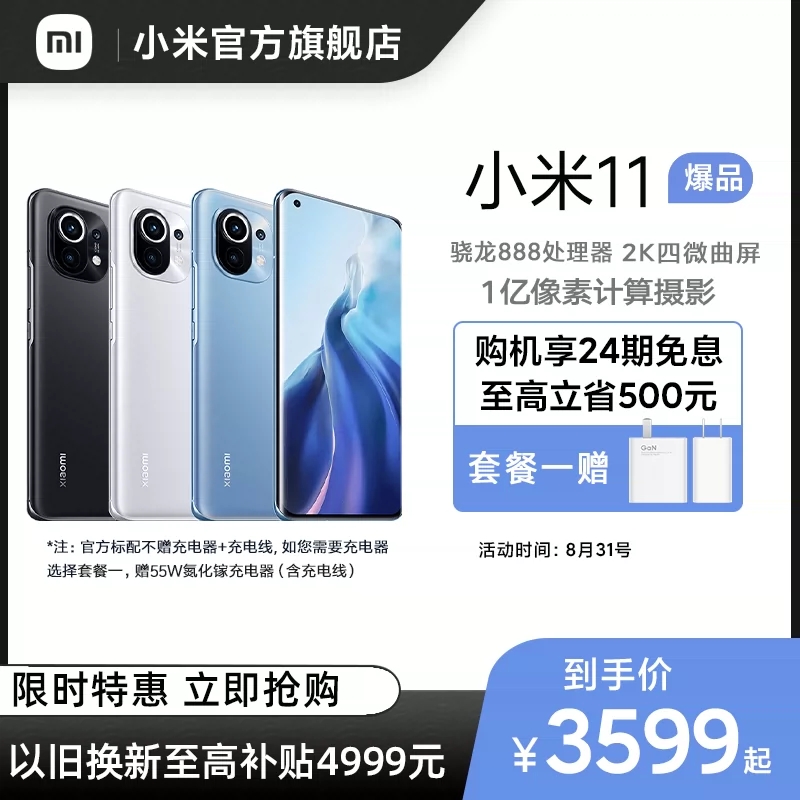 小米官方旗舰店
小米11 爆品
骁龙888处理器 2K四微曲屏
1亿像素计算摄影
购机享24期免息
至高立省500元
套餐一赠
GaN
xiaomi
xiaomi
xiaomi
*注：官方标配不赠充电器+充电线，如您需要充电器
选择套餐一，赠55W氮化镓充电器（含充电线）
活动时间：8月31号
限时特惠 立即抢购
以旧换新至高补贴4999元
到手价
¥3599起